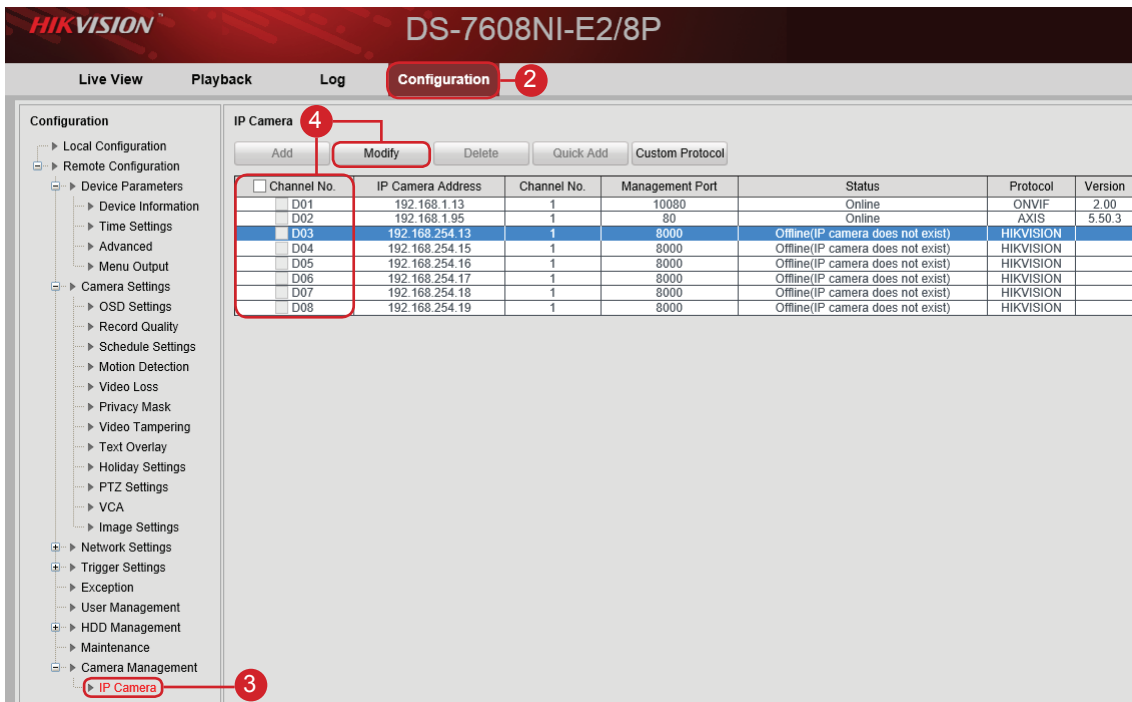 HIKVISION™
DS-7608NI-E2/8P
Live View Playback Log Configuration 2
Configuration
Local Configuration
Remote Configuration
Device Parameters
Device Information
Time Settings
Advanced
Menu Output
Camera Settings
OSD Settings
Record Quality
Schedule Settings
Motion Detection
Video Loss
Privacy Mask
Video Tampering
Text Overlay
Holiday Settings
PTZ Settings
VCA
Image Settings
Network Settings
Trigger Settings
Exception
User Management
HDD Management
Maintenance
Camera Management
IP Camera 3
IP Camera 4
Add Modify Delete Quick Add Custom Protocol
Channel No. IP Camera Address Channel No. Management Port Status Protocol Version
D01 192.168.1.13 1 10080 Online ONVIF 2.00
D02 192.168.1.95 1 80 Online AXIS 5.50.3
D03 192.168.254.13 1 8000 Offline(IP camera does not exist) HIKVISION
D04 192.168.254.15 1 8000 Offline(IP camera does not exist) HIKVISION
D05 192.168.254.16 1 8000 Offline(IP camera does not exist) HIKVISION
D06 192.168.254.17 1 8000 Offline(IP camera does not exist) HIKVISION
D07 192.168.254.18 1 8000 Offline(IP camera does not exist) HIKVISION
D08 192.168.254.19 1 8000 Offline(IP camera does not exist) HIKVISION